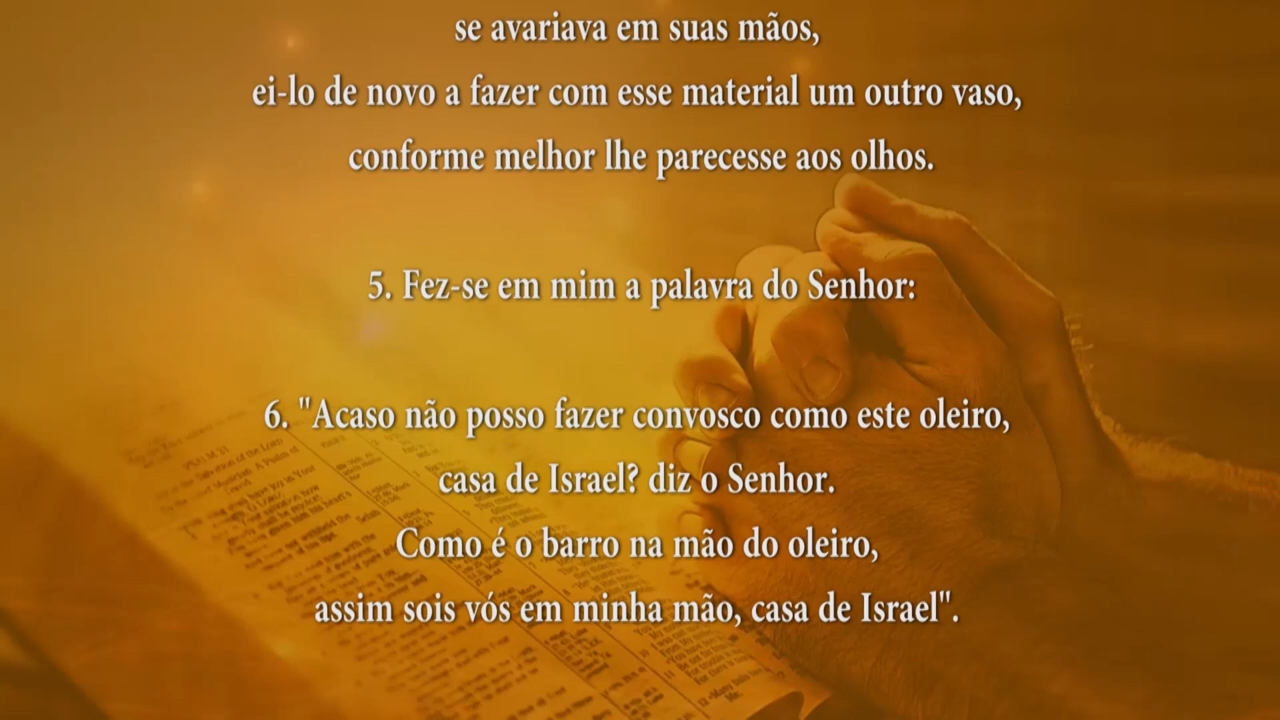 se avariava em suas mãos,
ei-lo de novo a fazer com esse material um outro vaso,
conforme melhor lhe parecesse aos olhos.
5. Fez-se em mim a palavra do Senhor:
6. "Acaso não posso fazer convosco como este oleiro,
casa de Israel? diz o Senhor.
Como é o barro na mão do oleiro,
assim sois vós em minha mão, casa de Israel".